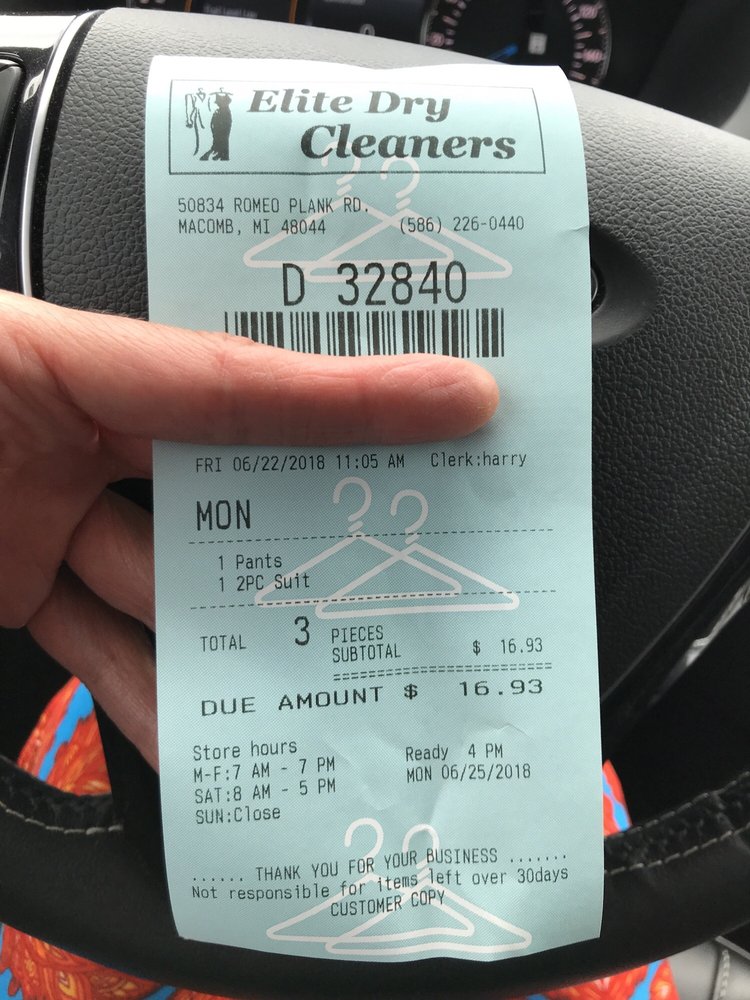 Elite Dry
Cleaners
50834 ROMEO PLANK RD.
MACOMB, MI 48044 (586) 226-0440
D 32840
FRI 06/22/2018 11:05 AM Clerk:harry
MON
1 Pants
1 2PC Suit
TOTAL 3 PIECES
SUBTOTAL $ 16.93
DUE AMOUNT $ 16.93
Store hours
M-F:7 AM - 7 PM
SAT:8 AM - 5 PM
SUN:Close
Ready 4 PM
MON 06/25/2018
...... THANK YOU FOR YOUR BUSINESS .......
Not responsible for items left over 30days
CUSTOMER COPY